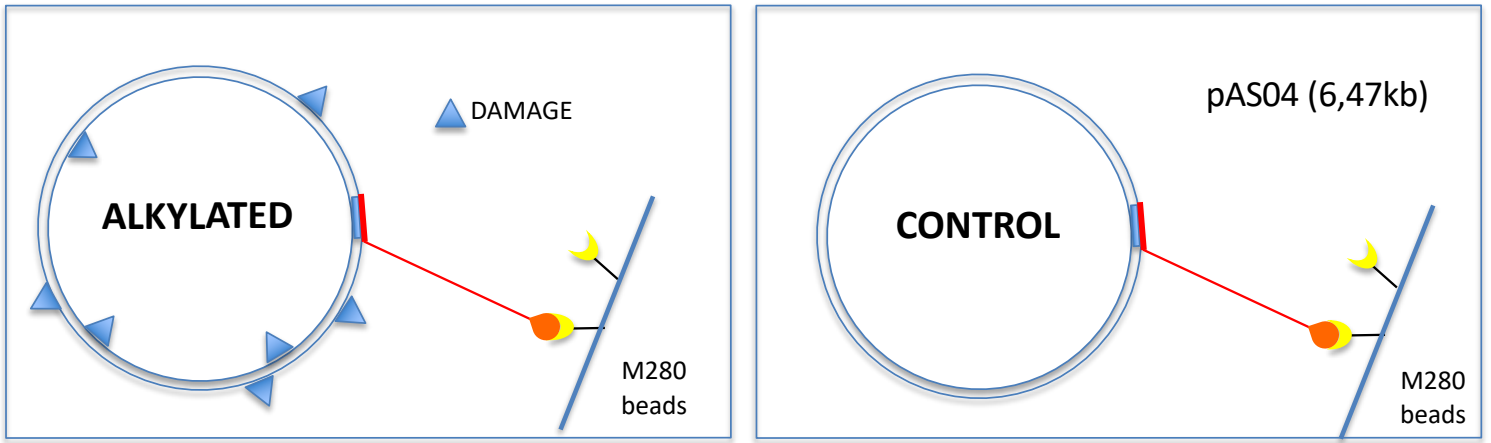 DAMAGE
ALKYLATED
M280
beads
pAS04 (6,47kb)
CONTROL
M280
beads